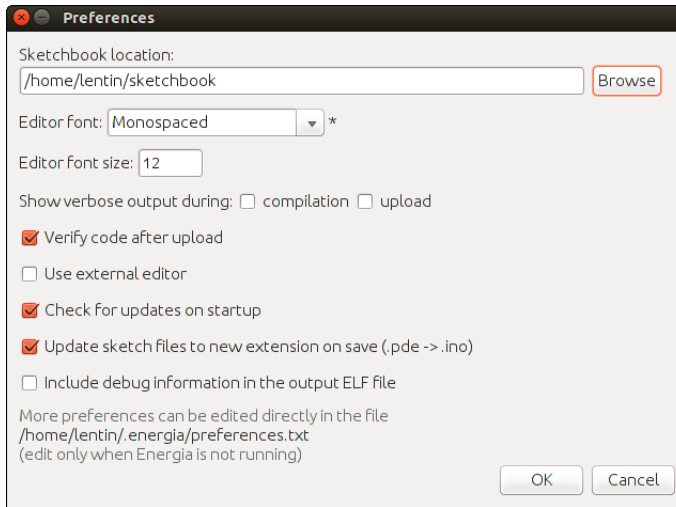 Preferences
Sketchbook location:
/home/lentin/sketchbook Browse
Editor font: Monospaced *
Editor font size: 12
Show verbose output during: compilation upload
Verify code after upload
Use external editor
Check for updates on startup
Update sketch files to new extension on save (.pde -> .ino)
Include debug information in the output ELF file
More preferences can be edited directly in the file
/home/lentin/.energia/preferences.txt
(edit only when Energia is not running)
OK Cancel